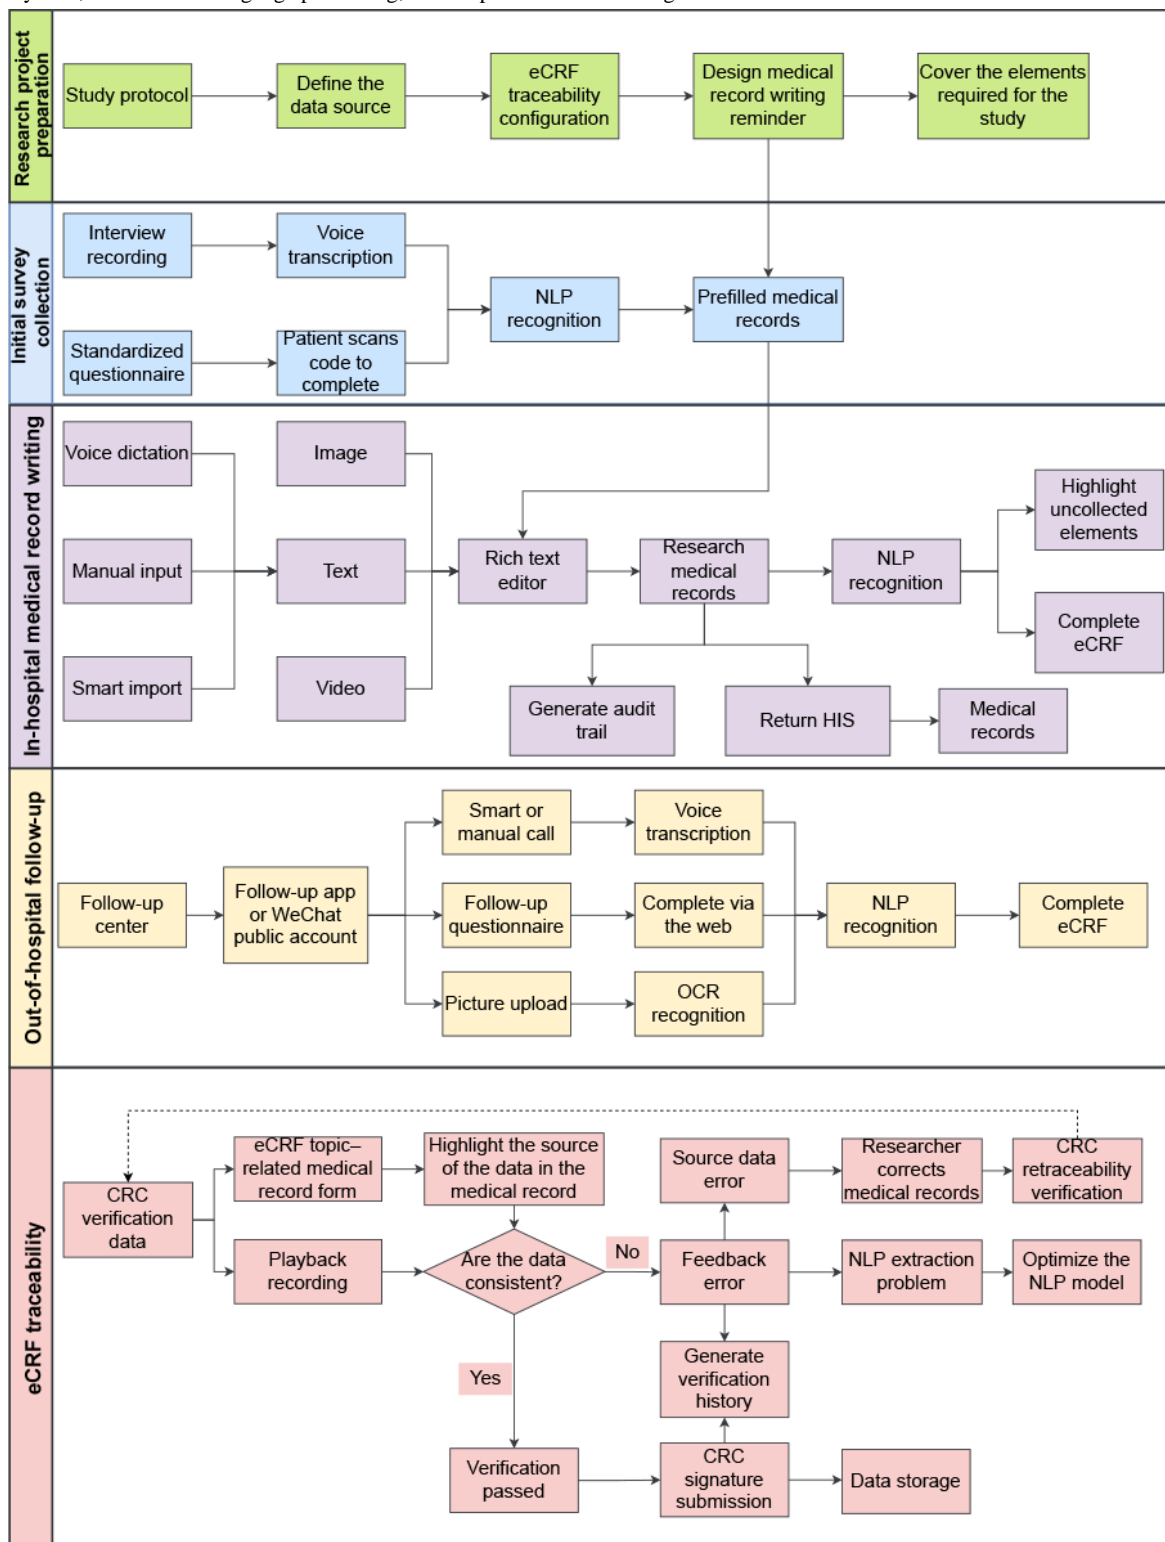 Research project
preparation
Study protocol
Define the
data source
eCRF
traceability
configuration
Design medical
record writing
reminder
Cover the elements
required for the
study
Initial survey
collection
Interview
recording
Voice
transcription
NLP
recognition
Prefilled medical
records
Standardized
questionnaire
Patient scans
code to
complete
In-hospital medical record writing
Voice dictation
Image
Manual input
Text
Smart import
Video
Rich text
editor
Research
medical
records
NLP
recognition
Highlight
uncollected
elements
Complete
eCRF
Generate audit
trail
Return HIS
Medical
records
Out-of-hospital follow-up
Follow-up
center
Follow-up app
or WeChat
public account
Smart or
manual call
Voice
transcription
Follow-up
questionnaire
Complete via
the web
Picture upload
OCR
recognition
NLP
recognition
Complete
eCRF
eCRF traceability
CRC
verification
data
eCRF topic–
related medical
record form
Highlight the source
of the data in the
medical record
Playback
recording
Are the data
consistent?
No
Yes
Source data
error
Researcher
corrects
medical records
CRC
retraceability
verification
Feedback
error
NLP extraction
problem
Optimize the
NLP model
Generate
verification
history
Verification
passed
CRC
signature
submission
Data storage